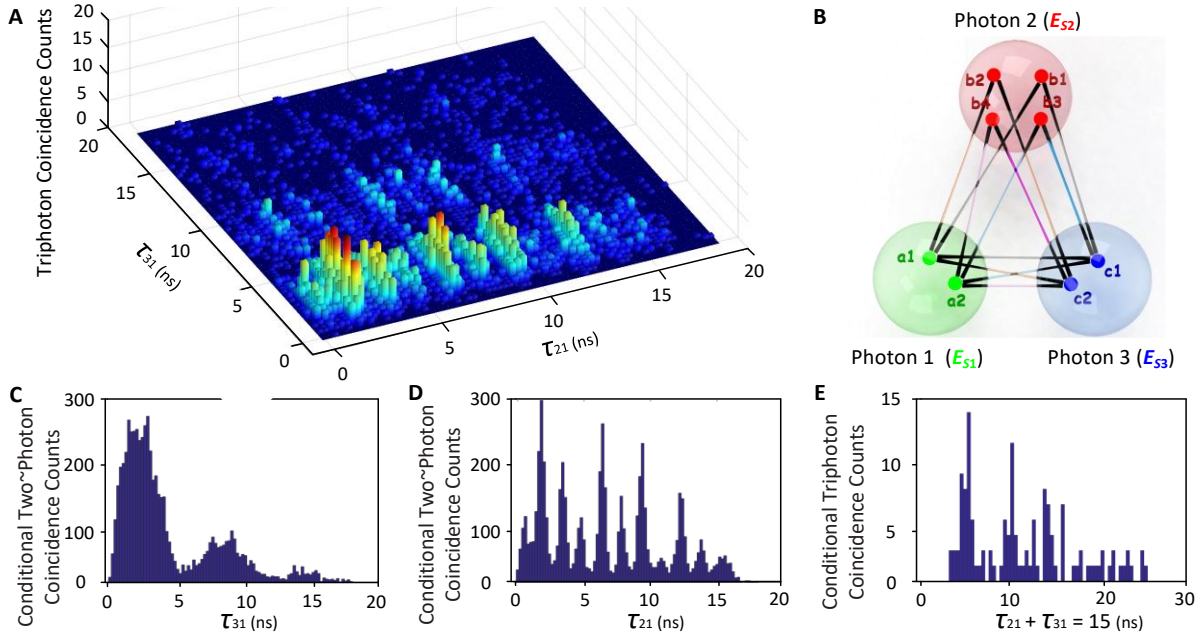 A
Triphoton Coincidence Counts
20
15
10
5
0
20
15
10
5
0
τ31 (ns)
0
5
10
15
20
τ21 (ns)
B
Photon 2 (ES2)
b2
b1
b4
b3
a1
a2
c1
c2
Photon 1 (ES1)
Photon 3 (ES3)
C
Conditional Two~Photon
Coincidence Counts
300
200
100
0
0
5
10
15
20
τ31 (ns)
D
Conditional Two~Photon
Coincidence Counts
300
200
100
0
0
5
10
15
20
τ21 (ns)
E
Conditional Triphoton
Coincidence Counts
15
10
5
0
0
10
20
30
τ21 + τ31 = 15 (ns)